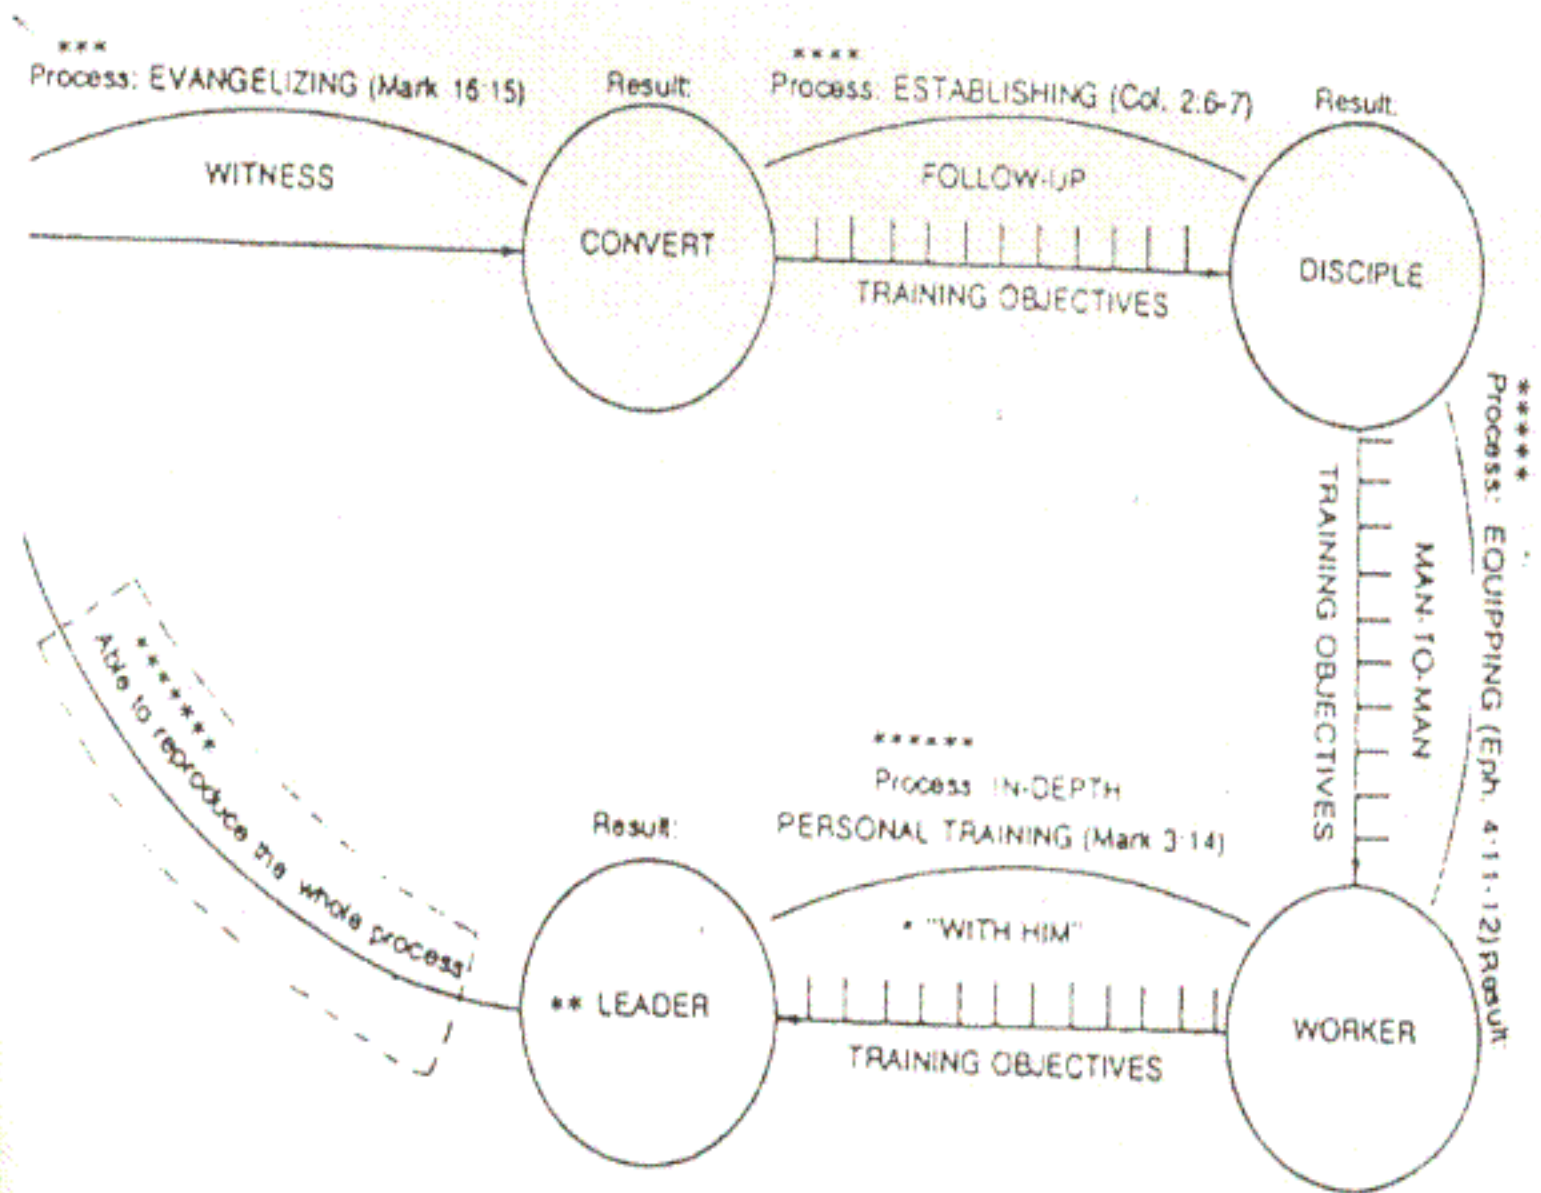 ***
Process: EVANGELIZING (Mark 16:15)
WITNESS
Result:
CONVERT
****
Process: ESTABLISHING (Col. 2:6-7)
FOLLOW-UP
TRAINING OBJECTIVES
Result:
DISCIPLE
*****
Process: EQUIPPING (Eph. 4:11-12) Result:
MAN-TO-MAN
TRAINING OBJECTIVES
WORKER
******
Process: IN-DEPTH
PERSONAL TRAINING (Mark 3:14)
* "WITH HIM"
TRAINING OBJECTIVES
Result:
** LEADER
*******
Able to reproduce the whole process